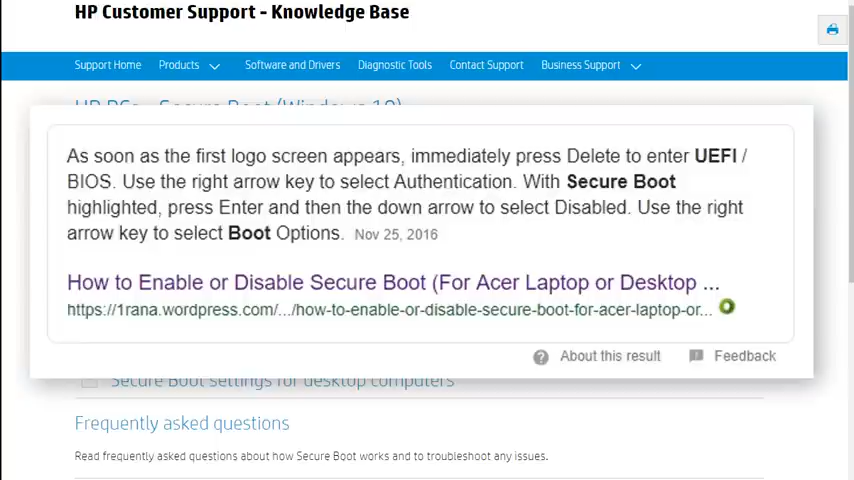 HP Customer Support - Knowledge Base
Support Home Products Software and Drivers Diagnostic Tools Contact Support Business Support
HP PCs - Secure Boot (Windows 10)
As soon as the first logo screen appears, immediately press Delete to enter UEFI /
BIOS. Use the right arrow key to select Authentication. With Secure Boot
highlighted, press Enter and then the down arrow to select Disabled. Use the right
arrow key to select Boot Options. Nov 25, 2016
How to Enable or Disable Secure Boot (For Acer Laptop or Desktop ...
https://1rana.wordpress.com/.../how-to-enable-or-disable-secure-boot-for-acer-laptop-or...
About this result Feedback
Secure Boot settings for desktop computers
Frequently asked questions
Read frequently asked questions about how Secure Boot works and to troubleshoot any issues.